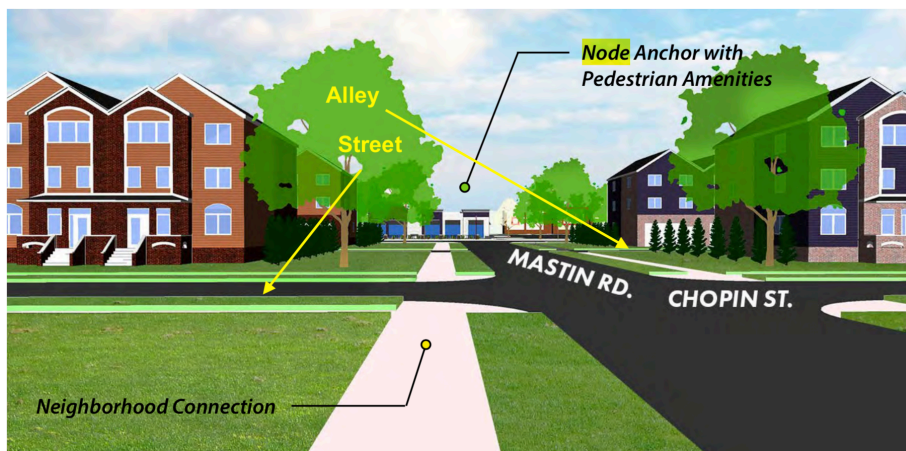 Node Anchor with
Pedestrian Amenities
Alley
Street
MASTIN RD.
CHOPIN ST.
Neighborhood Connection